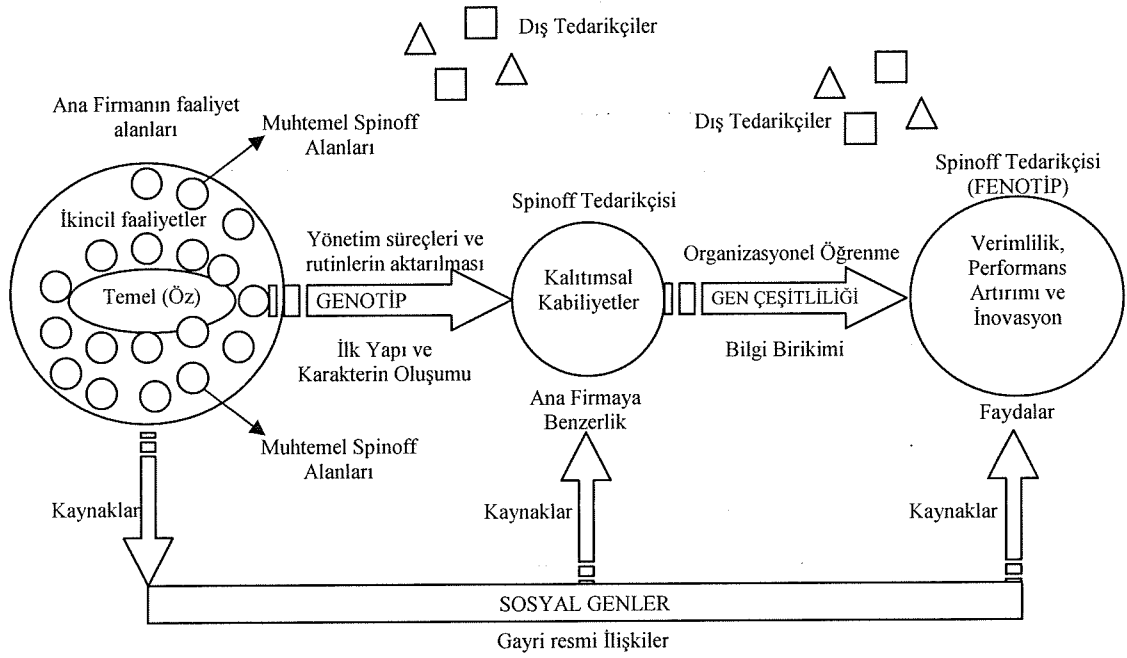 Dış Tedarikçiler
Ana Firmanın faaliyet
alanları
Muhtemel Spinoff
Alanları
Dış Tedarikçiler
Spinoff Tedarikçisi
(FENOTİP)
İkincil faaliyetler
Temel (Öz)
Yönetim süreçleri ve
rutinlerin aktarılması
GENOTİP
İlk Yapı ve
Karakterin Oluşumu
Spinoff Tedarikçisi
Kalıtımsal
Kabiliyetler
Ana Firmaya
Benzerlik
Organizasyonel Öğrenme
GEN ÇEŞİTLİLİĞİ
Bilgi Birikimi
Verimlilik,
Performans
Artırımı ve
İnovasyon
Faydalar
Muhtemel Spinoff
Alanları
Kaynaklar
Kaynaklar
Kaynaklar
SOSYAL GENLER
Gayri resmi İlişkiler